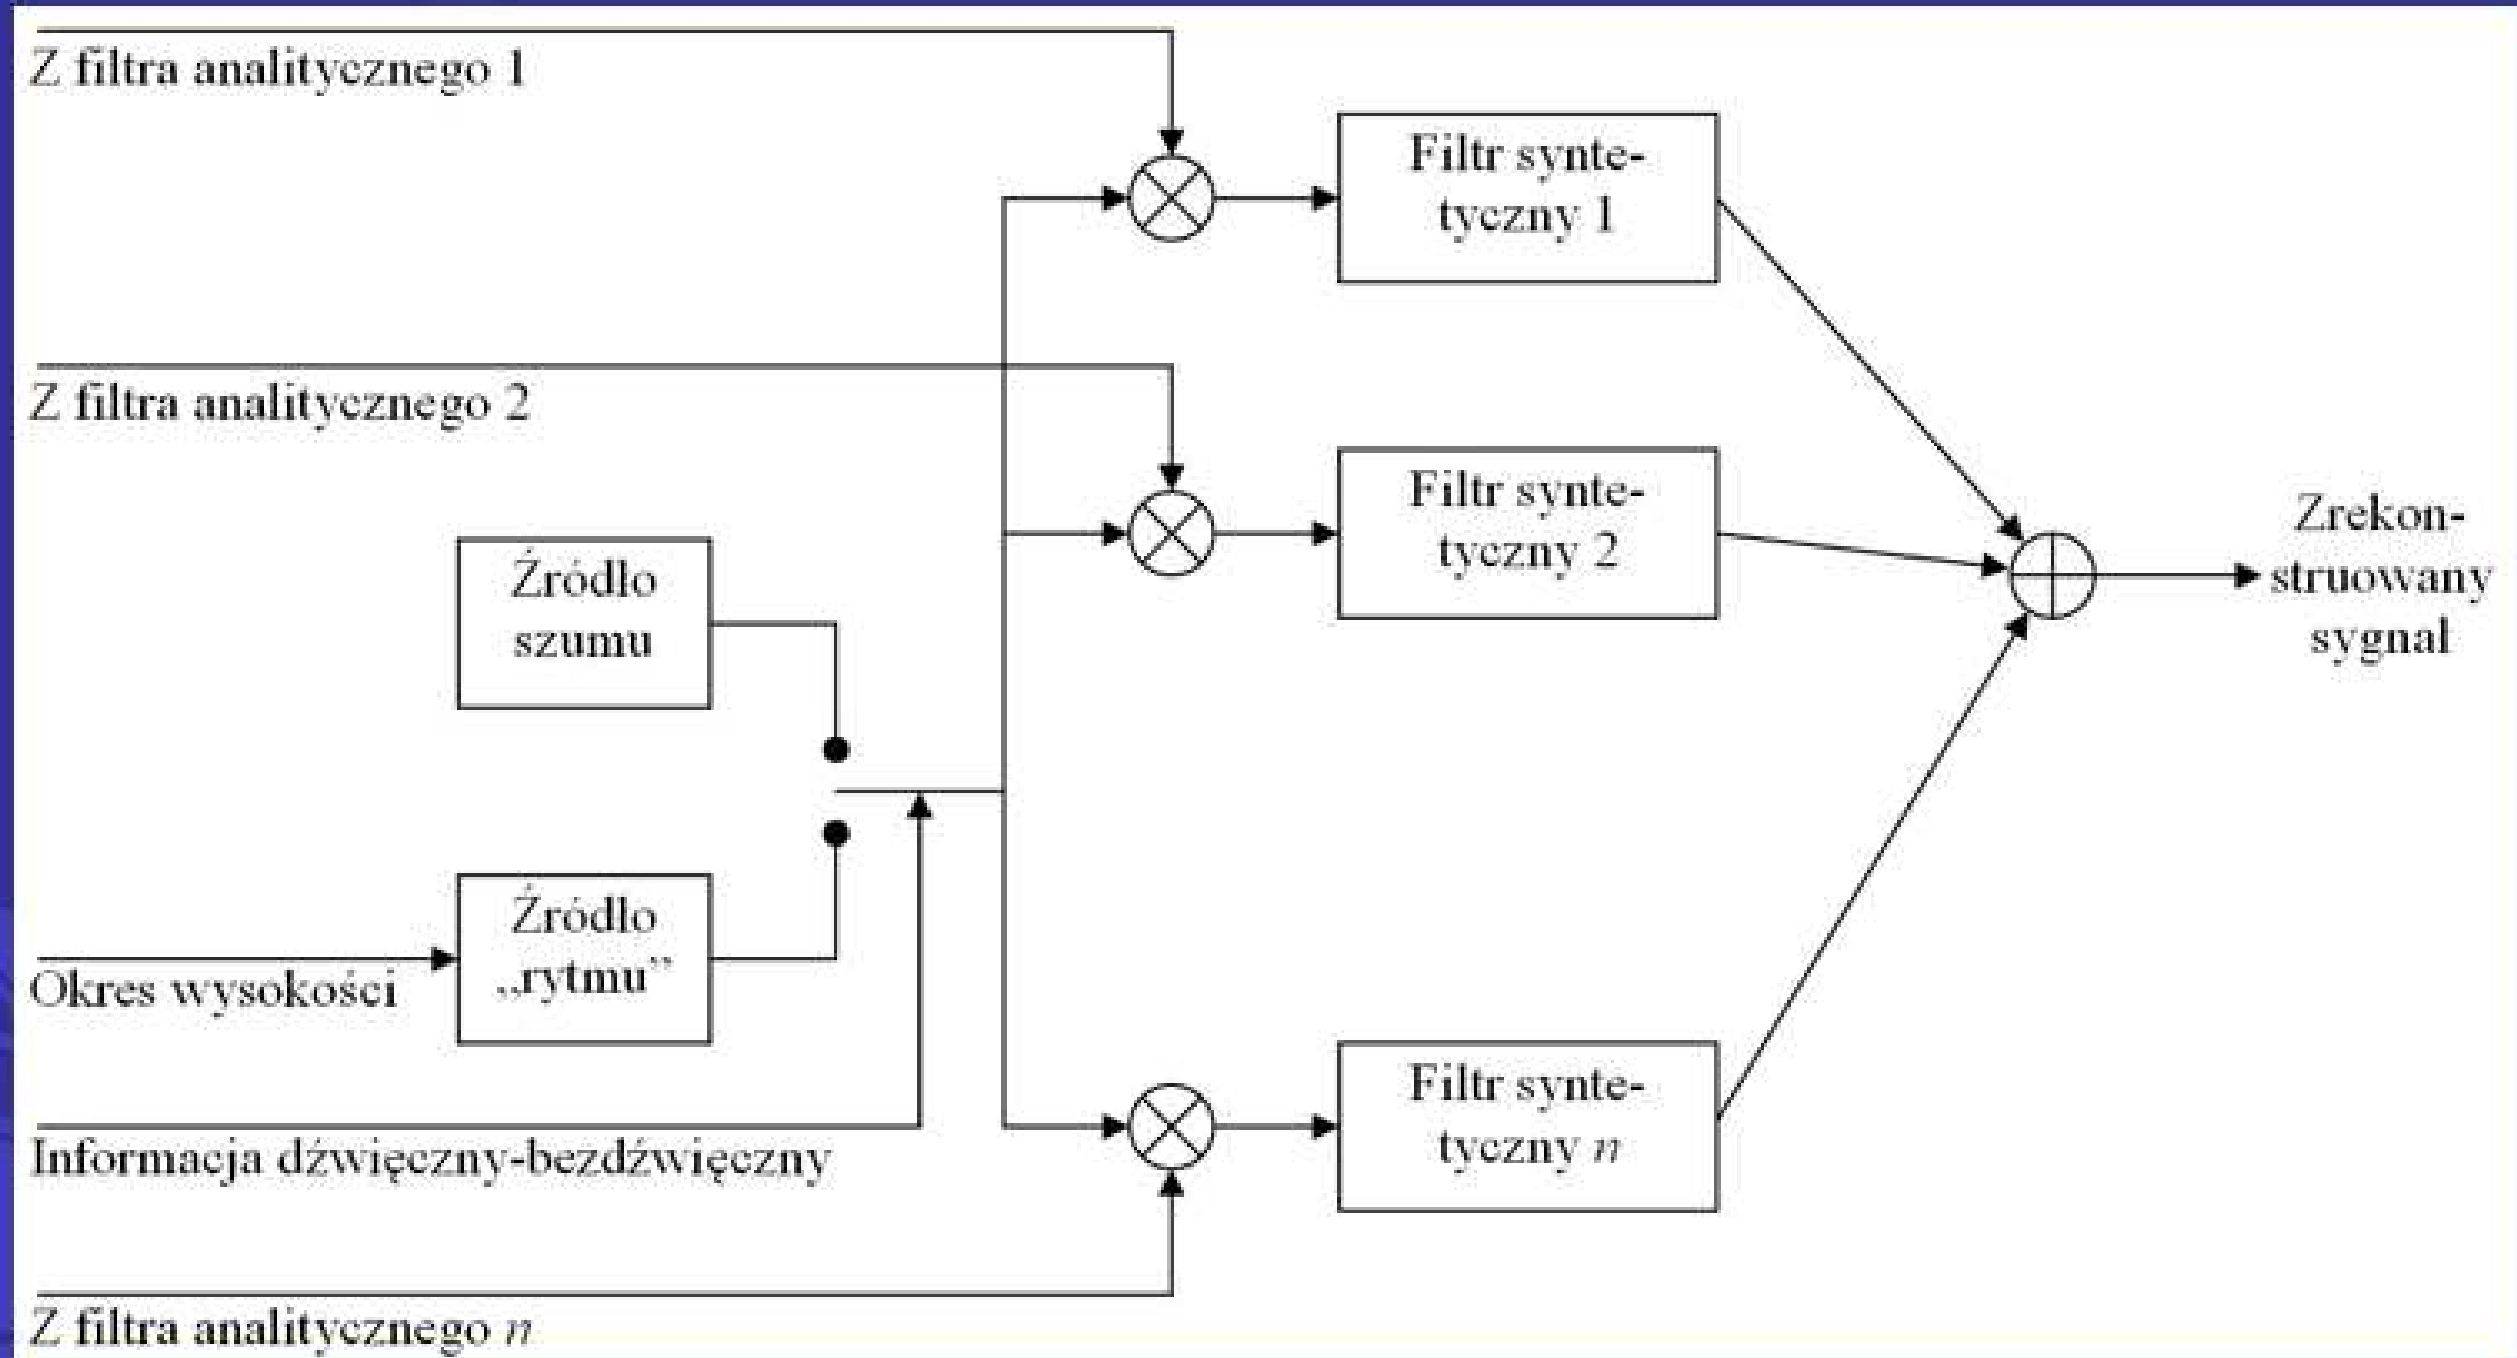 Z filtra analitycznego 1
Filtr synte-
tyczny 1
Z filtra analitycznego 2
Filtr synte-
tyczny 2
Zrekon-
struowany
sygnał
Źródło
szumu
Źródło
„rytmu”
Okres wysokości
Informacja dźwięczny-bezdźwięczny
Filtr synte-
tyczny n
Z filtra analitycznego n